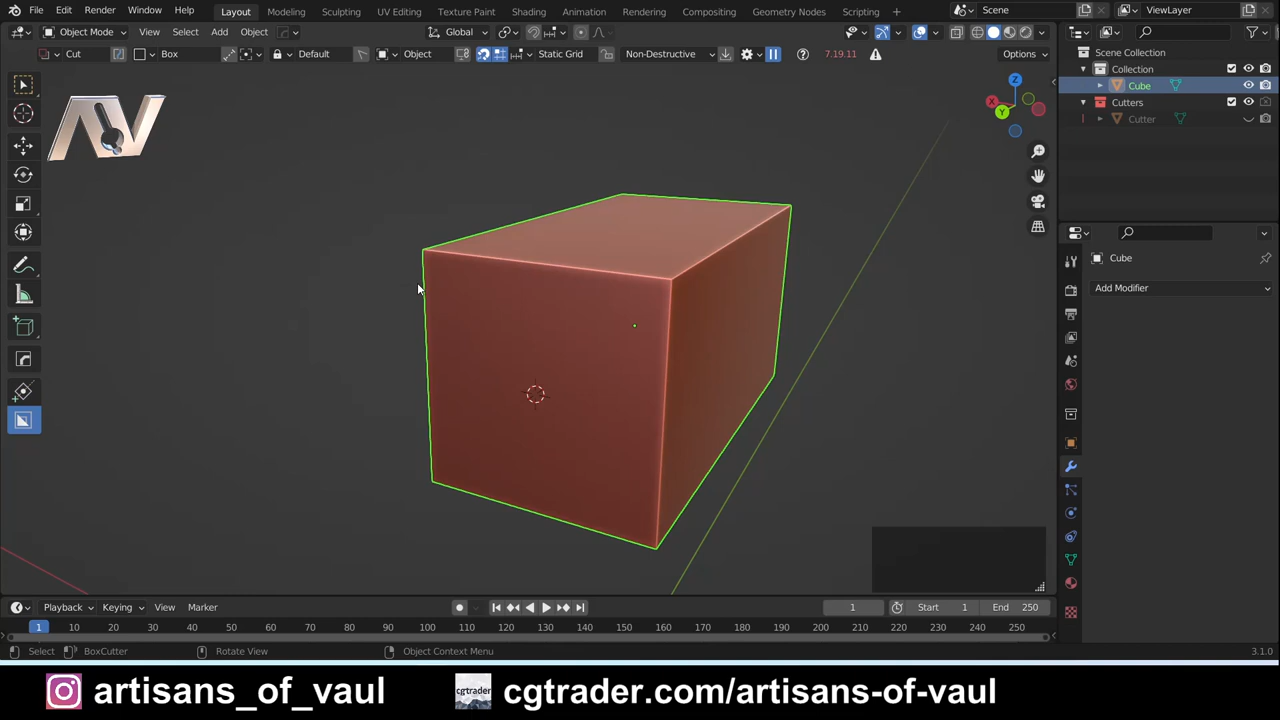 File Edit Render Window Help Layout Modeling Sculpting UV Editing Texture Paint Shading Animation Rendering Compositing Geometry Nodes Scripting + Scene ViewLayer
Object Mode View Select Add Object Global
Cut Box Default Object Static Grid Non-Destructive 7.19.11 Options
Scene Collection
Collection
Cube
Cutters
Cutter
AV
X Y Z
Cube
Add Modifier
Playback Keying View Marker 1 Start 1 End 250
1 10 20 30 40 50 60 70 80 90 100 110 120 130 140 150 160 170 180 190 200 210 220 230 240 250
Select BoxCutter Rotate View Object Context Menu 3.1.0
artisans_of_vaul cgtrader cgtrader.com/artisans-of-vaul